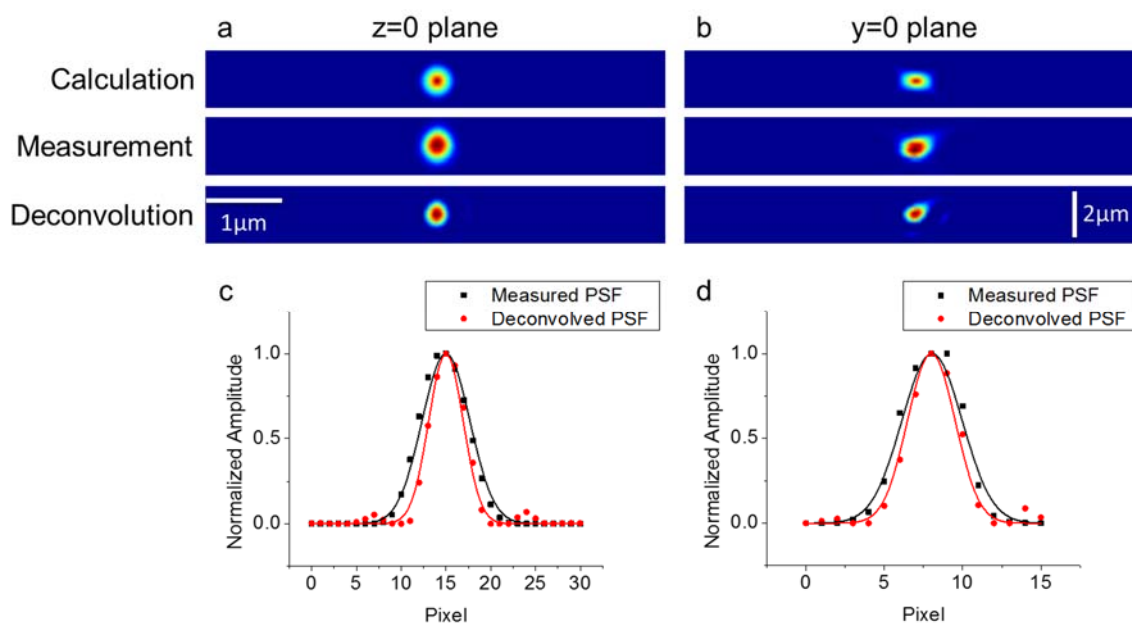 a z=0 plane b y=0 plane
Calculation
Measurement
Deconvolution
1µm
2µm
c
Measured PSF
Deconvolved PSF
Normalized Amplitude
1.0
0.5
0.0
0 5 10 15 20 25 30
Pixel
d
Measured PSF
Deconvolved PSF
Normalized Amplitude
1.0
0.5
0.0
0 5 10 15
Pixel